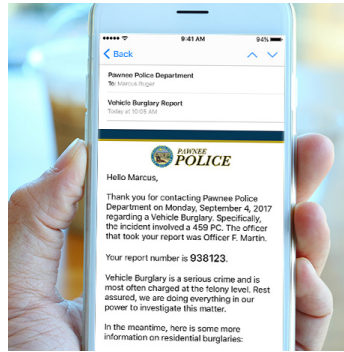 9:41 AM
94%
Back
Pawnee Police Department
To: Marcus Roger
Vehicle Burglary Report
Today at 10:05 AM
PAWNEE
POLICE
Hello Marcus,
Thank you for contacting Pawnee Police
Department on Monday, September 4, 2017
regarding a Vehicle Burglary. Specifically,
the incident involved a 459 PC. The officer
that took your report was Officer F. Martin.
Your report number is 938123.
Vehicle Burglary is a serious crime and is
most often charged at the felony level. Rest
assured, we are doing everything in our
power to investigate this matter.
In the meantime, here is some more
information on residential burglaries: